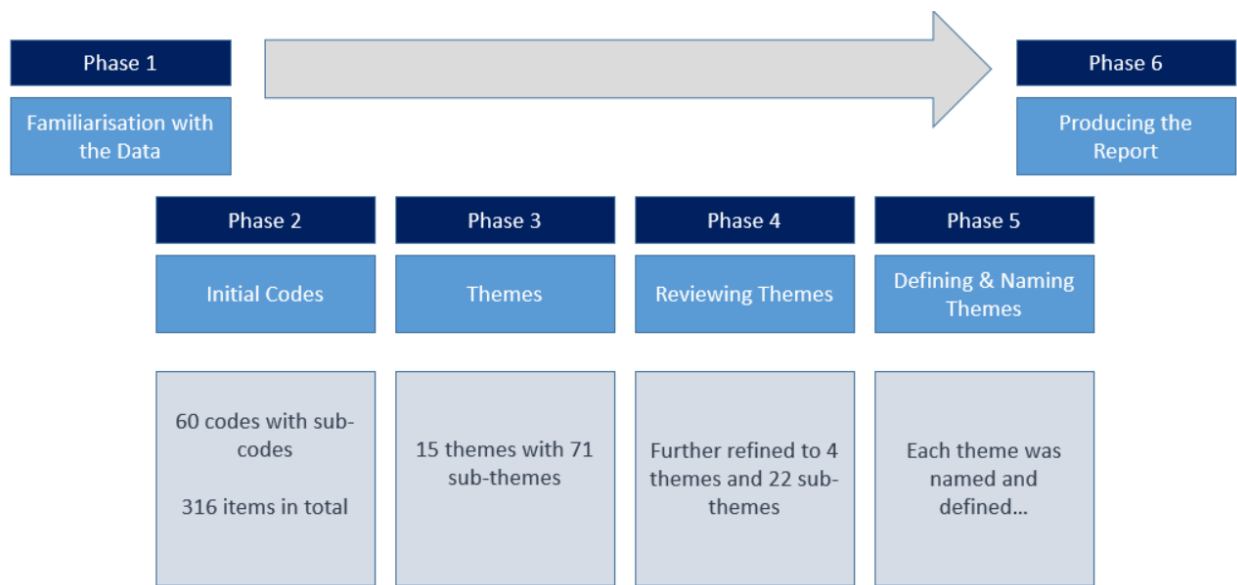 Phase 1
Familiarisation with
the Data
Phase 6
Producing the
Report
Phase 2
Initial Codes
60 codes with sub-
codes
316 items in total
Phase 3
Themes
15 themes with 71
sub-themes
Phase 4
Reviewing Themes
Further refined to 4
themes and 22 sub-
themes
Phase 5
Defining & Naming
Themes
Each theme was
named and
defined...